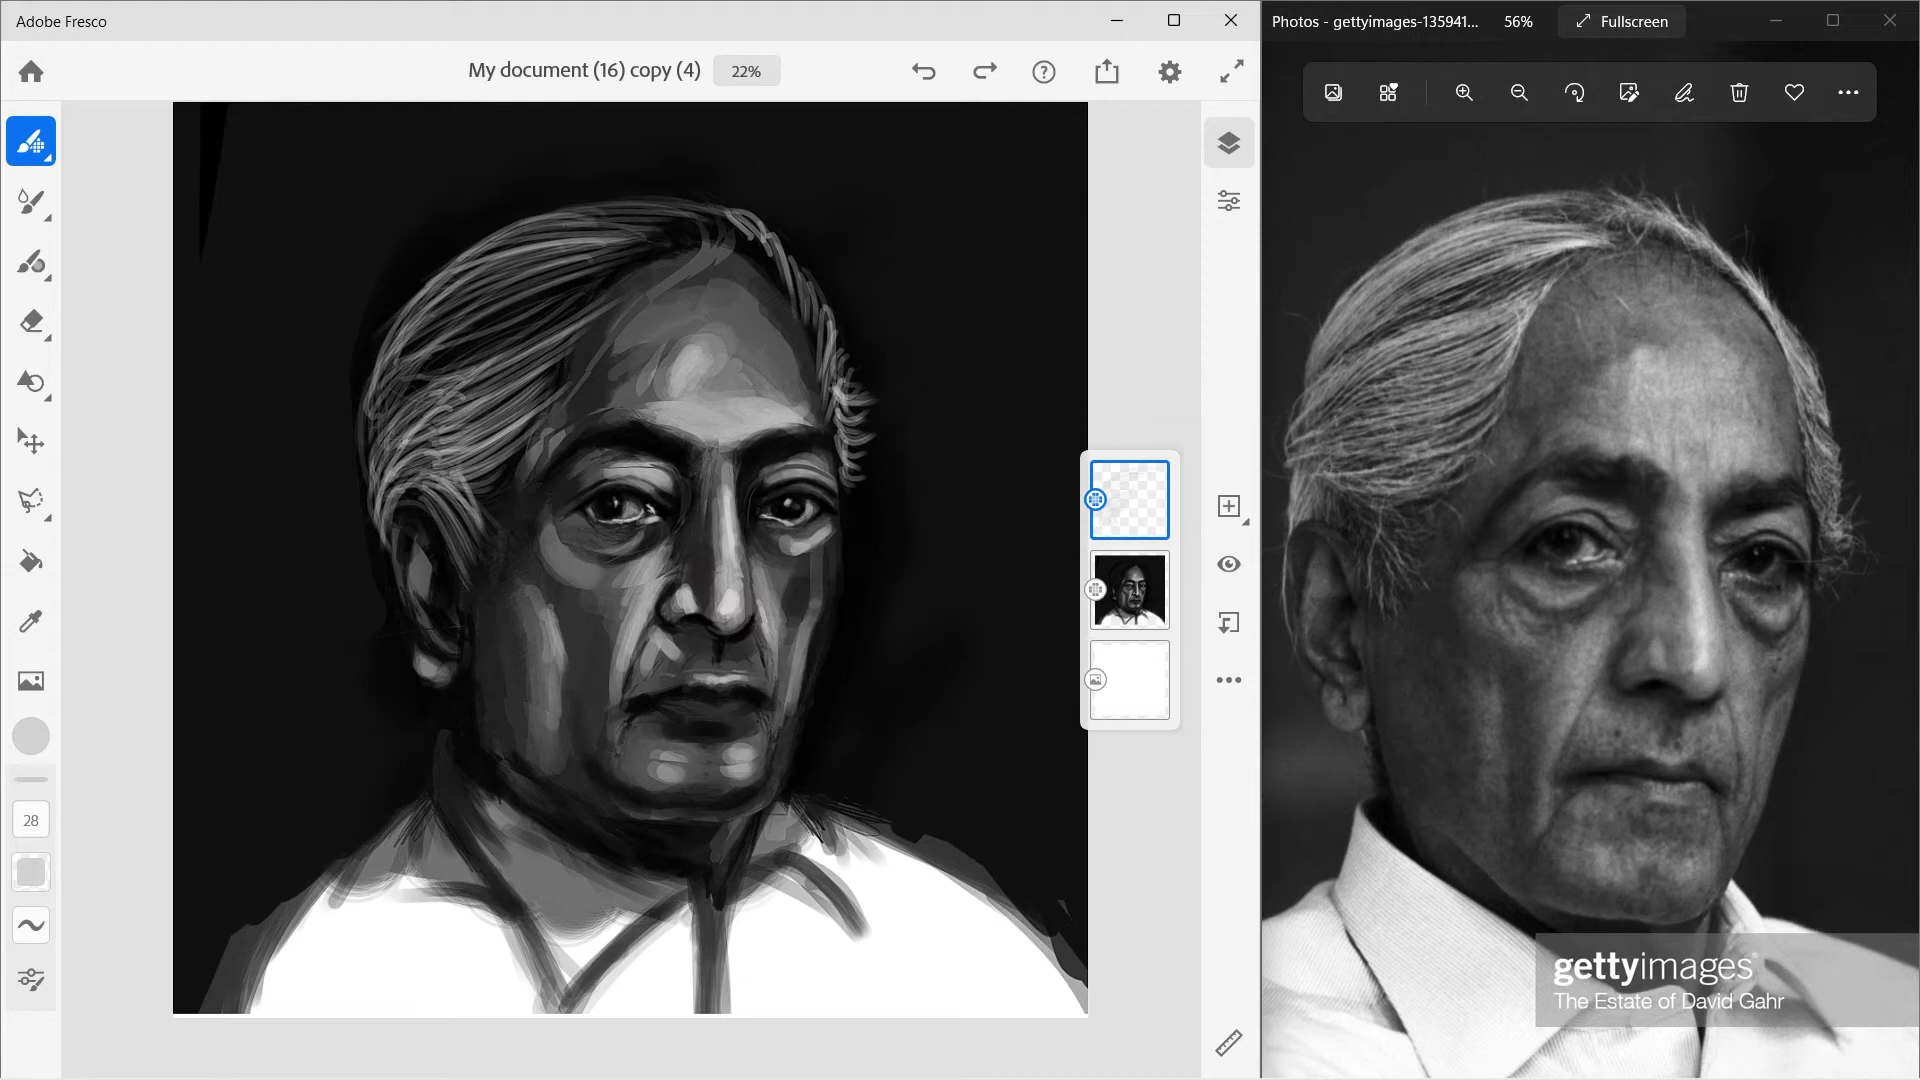 Adobe Fresco
My document (16) copy (4)
22%
28
Photos - gettyimages-135941...
56%
Fullscreen
gettyimages
The Estate of David Gahr